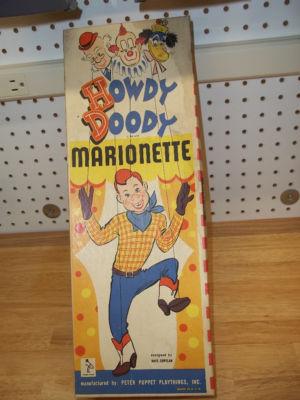 HOWDY
DOODY
MARIONETTE
designed by
manufactured by: PETER PUPPET PLAYTHINGS, INC.